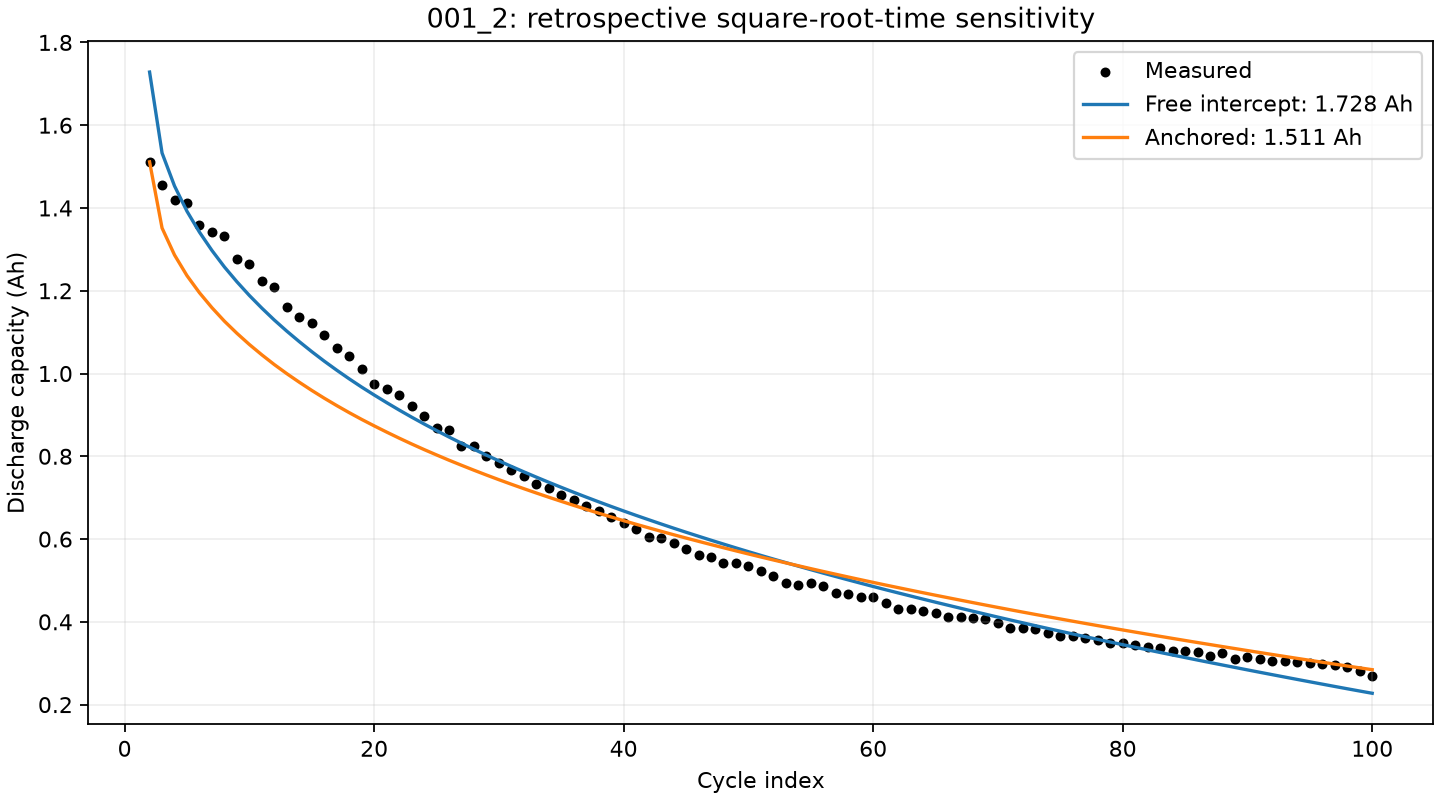 001_2: retrospective square-root-time sensitivity
Measured
Free intercept: 1.728 Ah
Anchored: 1.511 Ah
Discharge capacity (Ah)
1.8
1.6
1.4
1.2
1.0
0.8
0.6
0.4
0.2
0 20 40 60 80 100
Cycle index